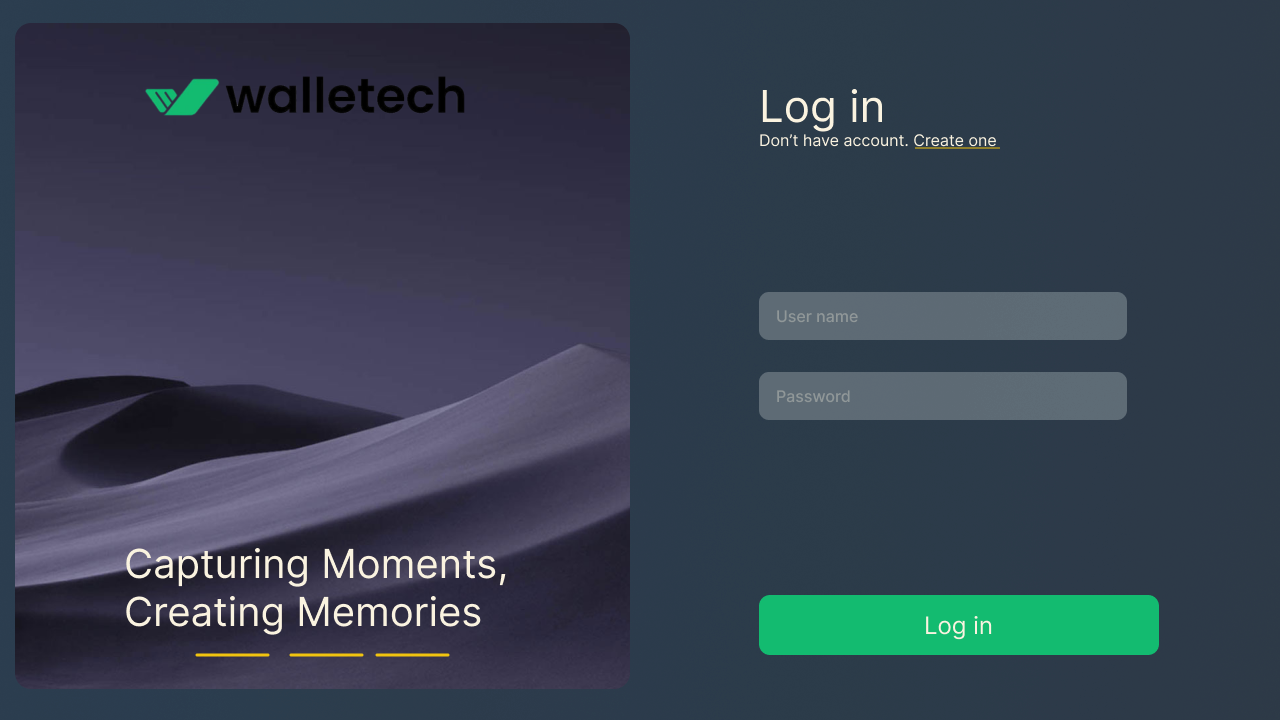 walletech
Capturing Moments,
Creating Memories
Log in
Don’t have account. Create one
User name
Password
Log in